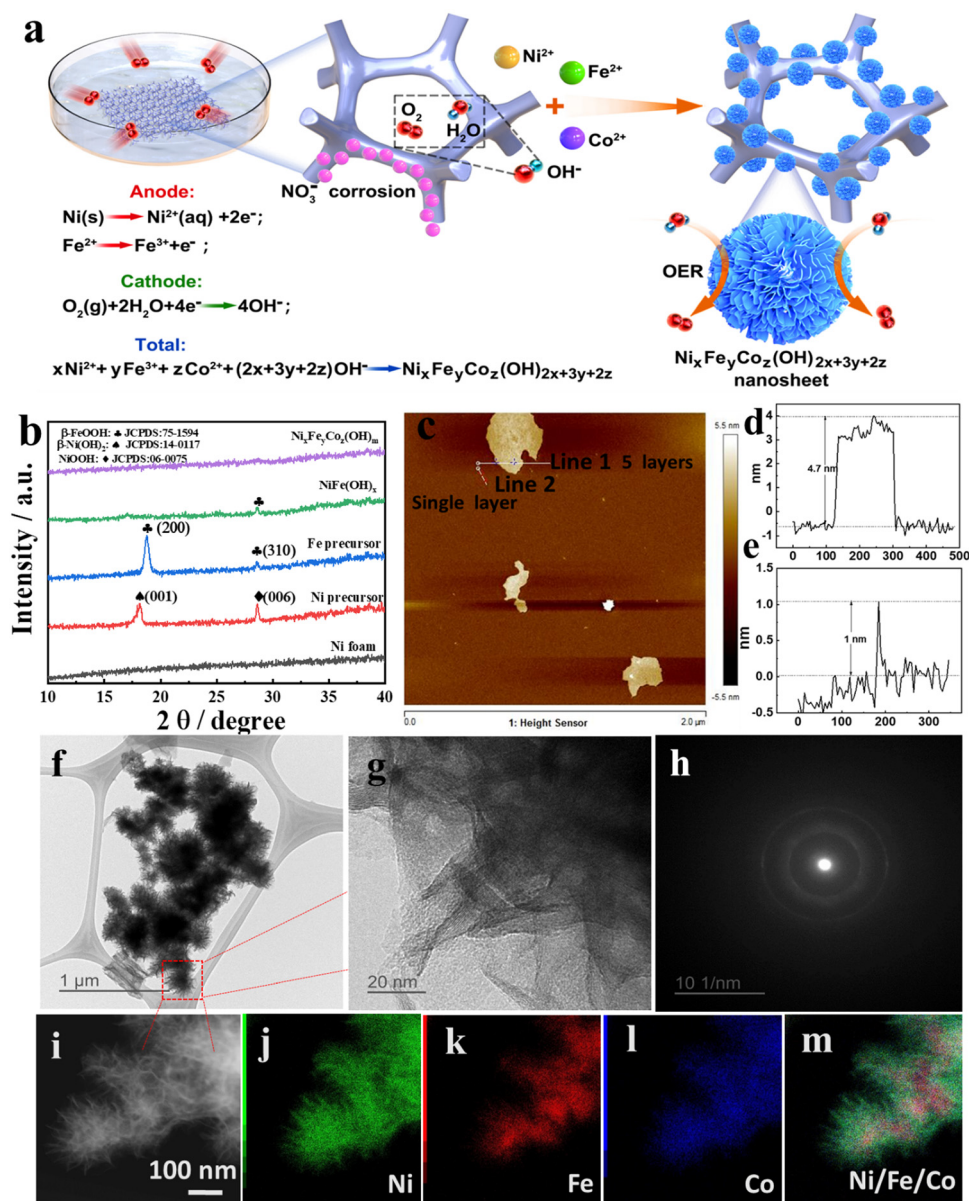 a
Ni²⁺
Fe²⁺
Co²⁺
+
O₂
H₂O
OH⁻
NO₃⁻ corrosion
Anode:
Ni(s) → Ni²⁺(aq) +2e⁻;
Fe²⁺ → Fe³⁺+e⁻ ;
Cathode:
O₂(g)+2H₂O+4e⁻ → 4OH⁻;
Total:
xNi²⁺+ yFe³⁺+ zCo²⁺+ (2x+3y+2z)OH⁻ → NiₓFeᵧCo_z(OH)₂ₓ₊₃ᵧ₊₂z
OER
NiₓFeᵧCo_z(OH)₂ₓ₊₃ᵧ₊₂z
nanosheet
b
β-FeOOH: ♣ JCPDS:75-1594
β-Ni(OH)₂: ♠ JCPDS:14-0117
NiOOH: ♦ JCPDS:06-0075
NiₓFeᵧCo_z(OH)ₘ
NiFe(OH)ₓ
♣
♣(200)
Fe precursor
♣(310)
♠(001)
Ni precursor
♦(006)
Ni foam
Intensity / a.u.
10 15 20 25 30 35 40
2 θ / degree
c
Line 1 5 layers
Line 2
Single layer
5.5 nm
-5.5 nm
0.0
1: Height Sensor
2.0 µm
d
4
3
2
1
0
-1
nm
4.7 nm
0 100 200 300 400 500
e
1.0
0.5
0.0
-0.5
nm
1 nm
0 100 200 300
f
1 µm
g
20 nm
h
10 1/nm
i
100 nm
j
Ni
k
Fe
l
Co
m
Ni/Fe/Co